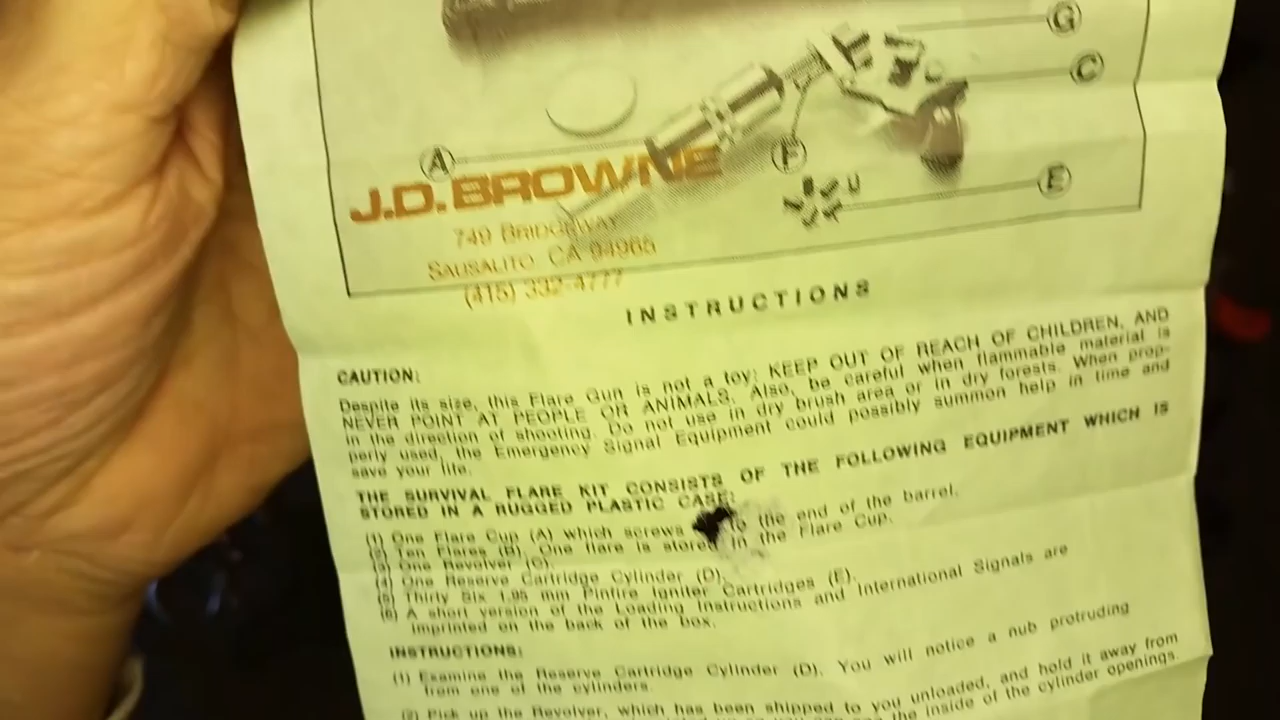 G
C
A
F
E
J.D. BROWNE
749 BRIDGEWAY
SAUSALITO CA 94965
(415) 332-4777
INSTRUCTIONS
CAUTION:
Despite its size, this Flare Gun is not a toy; KEEP OUT OF REACH OF CHILDREN, AND
NEVER POINT AT PEOPLE OR ANIMALS. Also, be careful when flammable material is
in the direction of shooting. Do not use in dry brush area or in dry forests. When prop-
perly used, the Emergency Signal Equipment could possibly summon help in time and
save your life.
THE SURVIVAL FLARE KIT CONSISTS OF THE FOLLOWING EQUIPMENT WHICH IS
STORED IN A RUGGED PLASTIC CASE:
(1) One Flare Cup (A) which screws to the end of the barrel.
(2) Ten Flares (B). One flare is stored in the Flare Cup.
(3) One Revolver (C).
(4) One Reserve Cartridge Cylinder (D).
(5) Thirty Six 1.95 mm Pinfire Igniter Cartridges (E).
(6) A short version of the Loading Instructions and International Signals are
imprinted on the back of the box.
INSTRUCTIONS:
(1) Examine the Reserve Cartridge Cylinder (D). You will notice a nub protruding
from one of the cylinders.
(2) Pick up the Revolver, which has been shipped to you unloaded, and hold it away from
the inside of the cylinder openings.